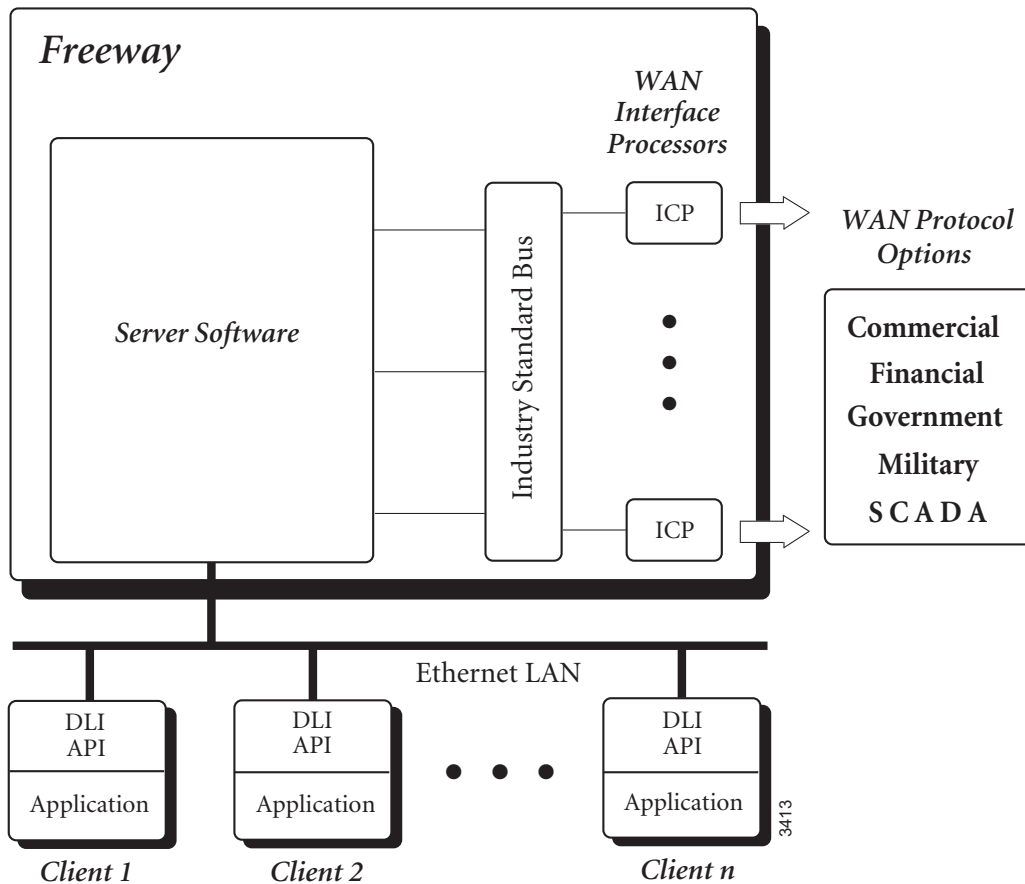 Freeway
WAN
Interface
Processors
ICP
WAN Protocol
Options
Server Software
Industry Standard Bus
Commercial
Financial
Government
Military
SCADA
ICP
Ethernet LAN
DLI
API
Application
Client 1
DLI
API
Application
Client 2
DLI
API
Application
Client n
3413